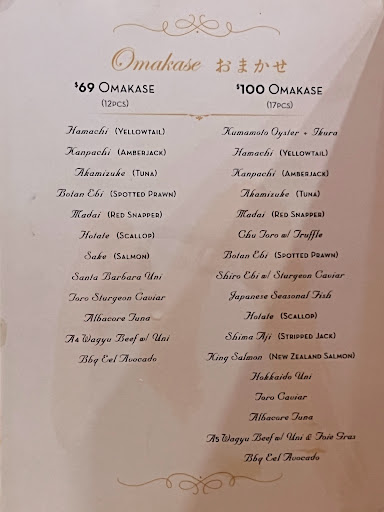 Omakase おまかせ
$69 OMAKASE
(12PCS)
Hamachi (YELLOWTAIL)
Kanpachi (AMBERJACK)
Akamizuke (TUNA)
Botan Ebi (SPOTTED PRAWN)
Madai (RED SNAPPER)
Hotate (SCALLOP)
Sake (SALMON)
Santa Barbara Uni
Toro Sturgeon Caviar
Albacore Tuna
A4 Wagyu Beef w/ Uni
Bbq Eel Avocado
$100 OMAKASE
(17PCS)
Kumamoto Oyster + Ikura
Hamachi (YELLOWTAIL)
Kanpachi (AMBERJACK)
Akamizuke (TUNA)
Madai (RED SNAPPER)
Chu Toro w/ Truffle
Botan Ebi (SPOTTED PRAWN)
Shiro Ebi w/ Sturgeon Caviar
Japanese Seasonal Fish
Hotate (SCALLOP)
Shima Aji (STRIPPED JACK)
King Salmon (NEW ZEALAND SALMON)
Hokkaido Uni
Toro Caviar
Albacore Tuna
A5 Wagyu Beef w/ Uni & Foie Gras
Bbq Eel Avocado